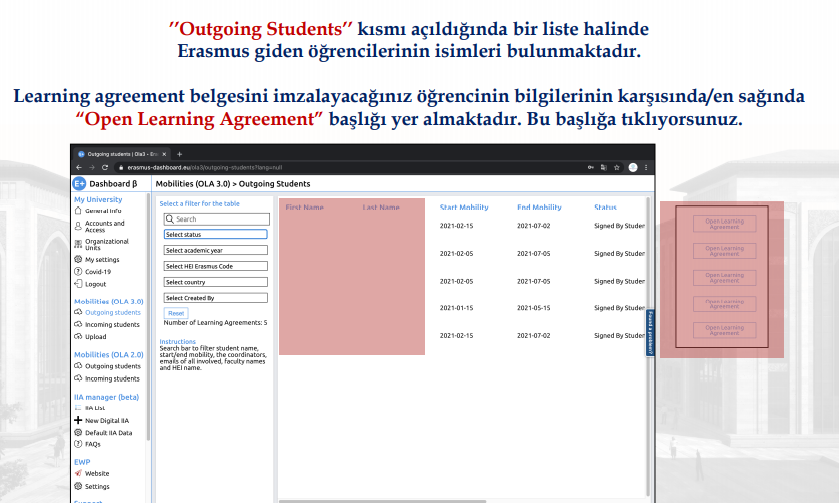 ’’Outgoing Students’’ kısmı açıldığında bir liste halinde
Erasmus giden öğrencilerinin isimleri bulunmaktadır.
Learning agreement belgesini imzalayacağınız öğrencinin bilgilerinin karşısında/en sağında
“Open Learning Agreement” başlığı yer almaktadır. Bu başlığa tıklıyorsunuz.
Outgoing students | Ola3 - Er
erasmus-dashboard.eu/ola3/outgoing-students?lang=null
E+ Dashboard β
Mobilities (OLA 3.0) > Outgoing Students
My University
General Info
Accounts and
Access
Organizational
Units
My settings
Covid-19
Logout
Mobilities (OLA 3.0)
Outgoing students
Incoming students
Upload
Mobilities (OLA 2.0)
Outgoing students
Incoming students
IIA manager (beta)
IIA List
New Digital IIA
Default IIA Data
FAQs
EWP
Website
Settings
Support
Select a filter for the table
Search
Select status
Select academic year
Select HEI Erasmus Code
Select country
Select Created By
Reset
Number of Learning Agreements: 5
Instructions
Search bar to filter student name,
start/end mobility, the coordinators,
emails of all involved, faculty names
and HEI name.
First Name Last Name Start Mobility End Mobility Status
2021-02-15 2021-07-02 Signed By Studer
2021-02-05 2021-07-05 Signed By Studer
2021-02-05 2021-07-05 Signed By Studer
2021-01-15 2021-05-15 Signed By Studer
2021-02-15 2021-07-02 Signed By Studer
Found a problem?
Open Learning
Agreement
Open Learning
Agreement
Open Learning
Agreement
Open Learning
Agreement
Open Learning
Agreement